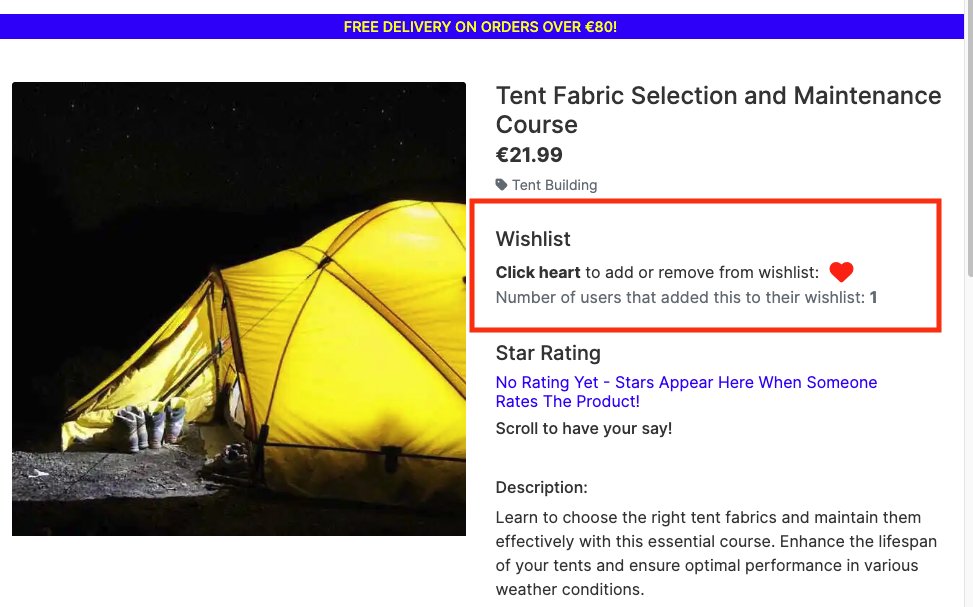 FREE DELIVERY ON ORDERS OVER €80!
Tent Fabric Selection and Maintenance
Course
€21.99
Tent Building
Wishlist
Click heart to add or remove from wishlist:
Number of users that added this to their wishlist: 1
Star Rating
No Rating Yet - Stars Appear Here When Someone
Rates The Product!
Scroll to have your say!
Description:
Learn to choose the right tent fabrics and maintain them
effectively with this essential course. Enhance the lifespan
of your tents and ensure optimal performance in various
weather conditions.